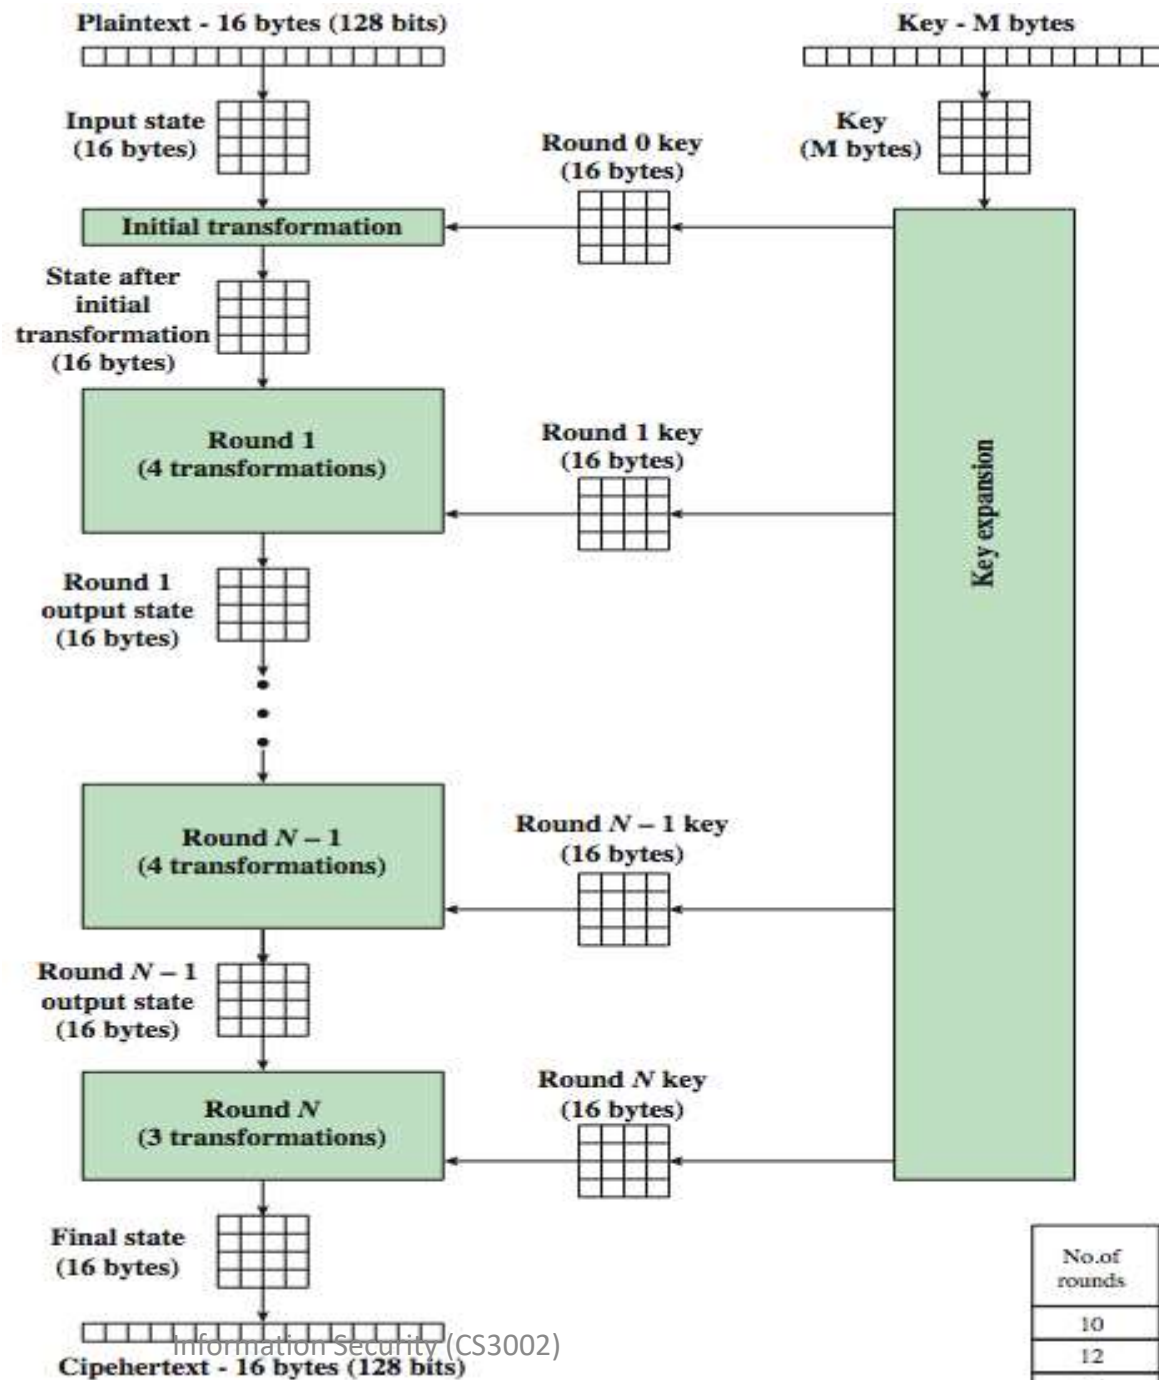 Plaintext - 16 bytes (128 bits)
Key - M bytes
Input state
(16 bytes)
Key
(M bytes)
Round 0 key
(16 bytes)
Initial transformation
State after
initial
transformation
(16 bytes)
Round 1
(4 transformations)
Round 1 key
(16 bytes)
Key expansion
Round 1
output state
(16 bytes)
Round N – 1
(4 transformations)
Round N – 1 key
(16 bytes)
Round N – 1
output state
(16 bytes)
Round N
(3 transformations)
Round N key
(16 bytes)
Final state
(16 bytes)
No.of
rounds
10
12
Information Security (CS3002)
Cipehertext - 16 bytes (128 bits)